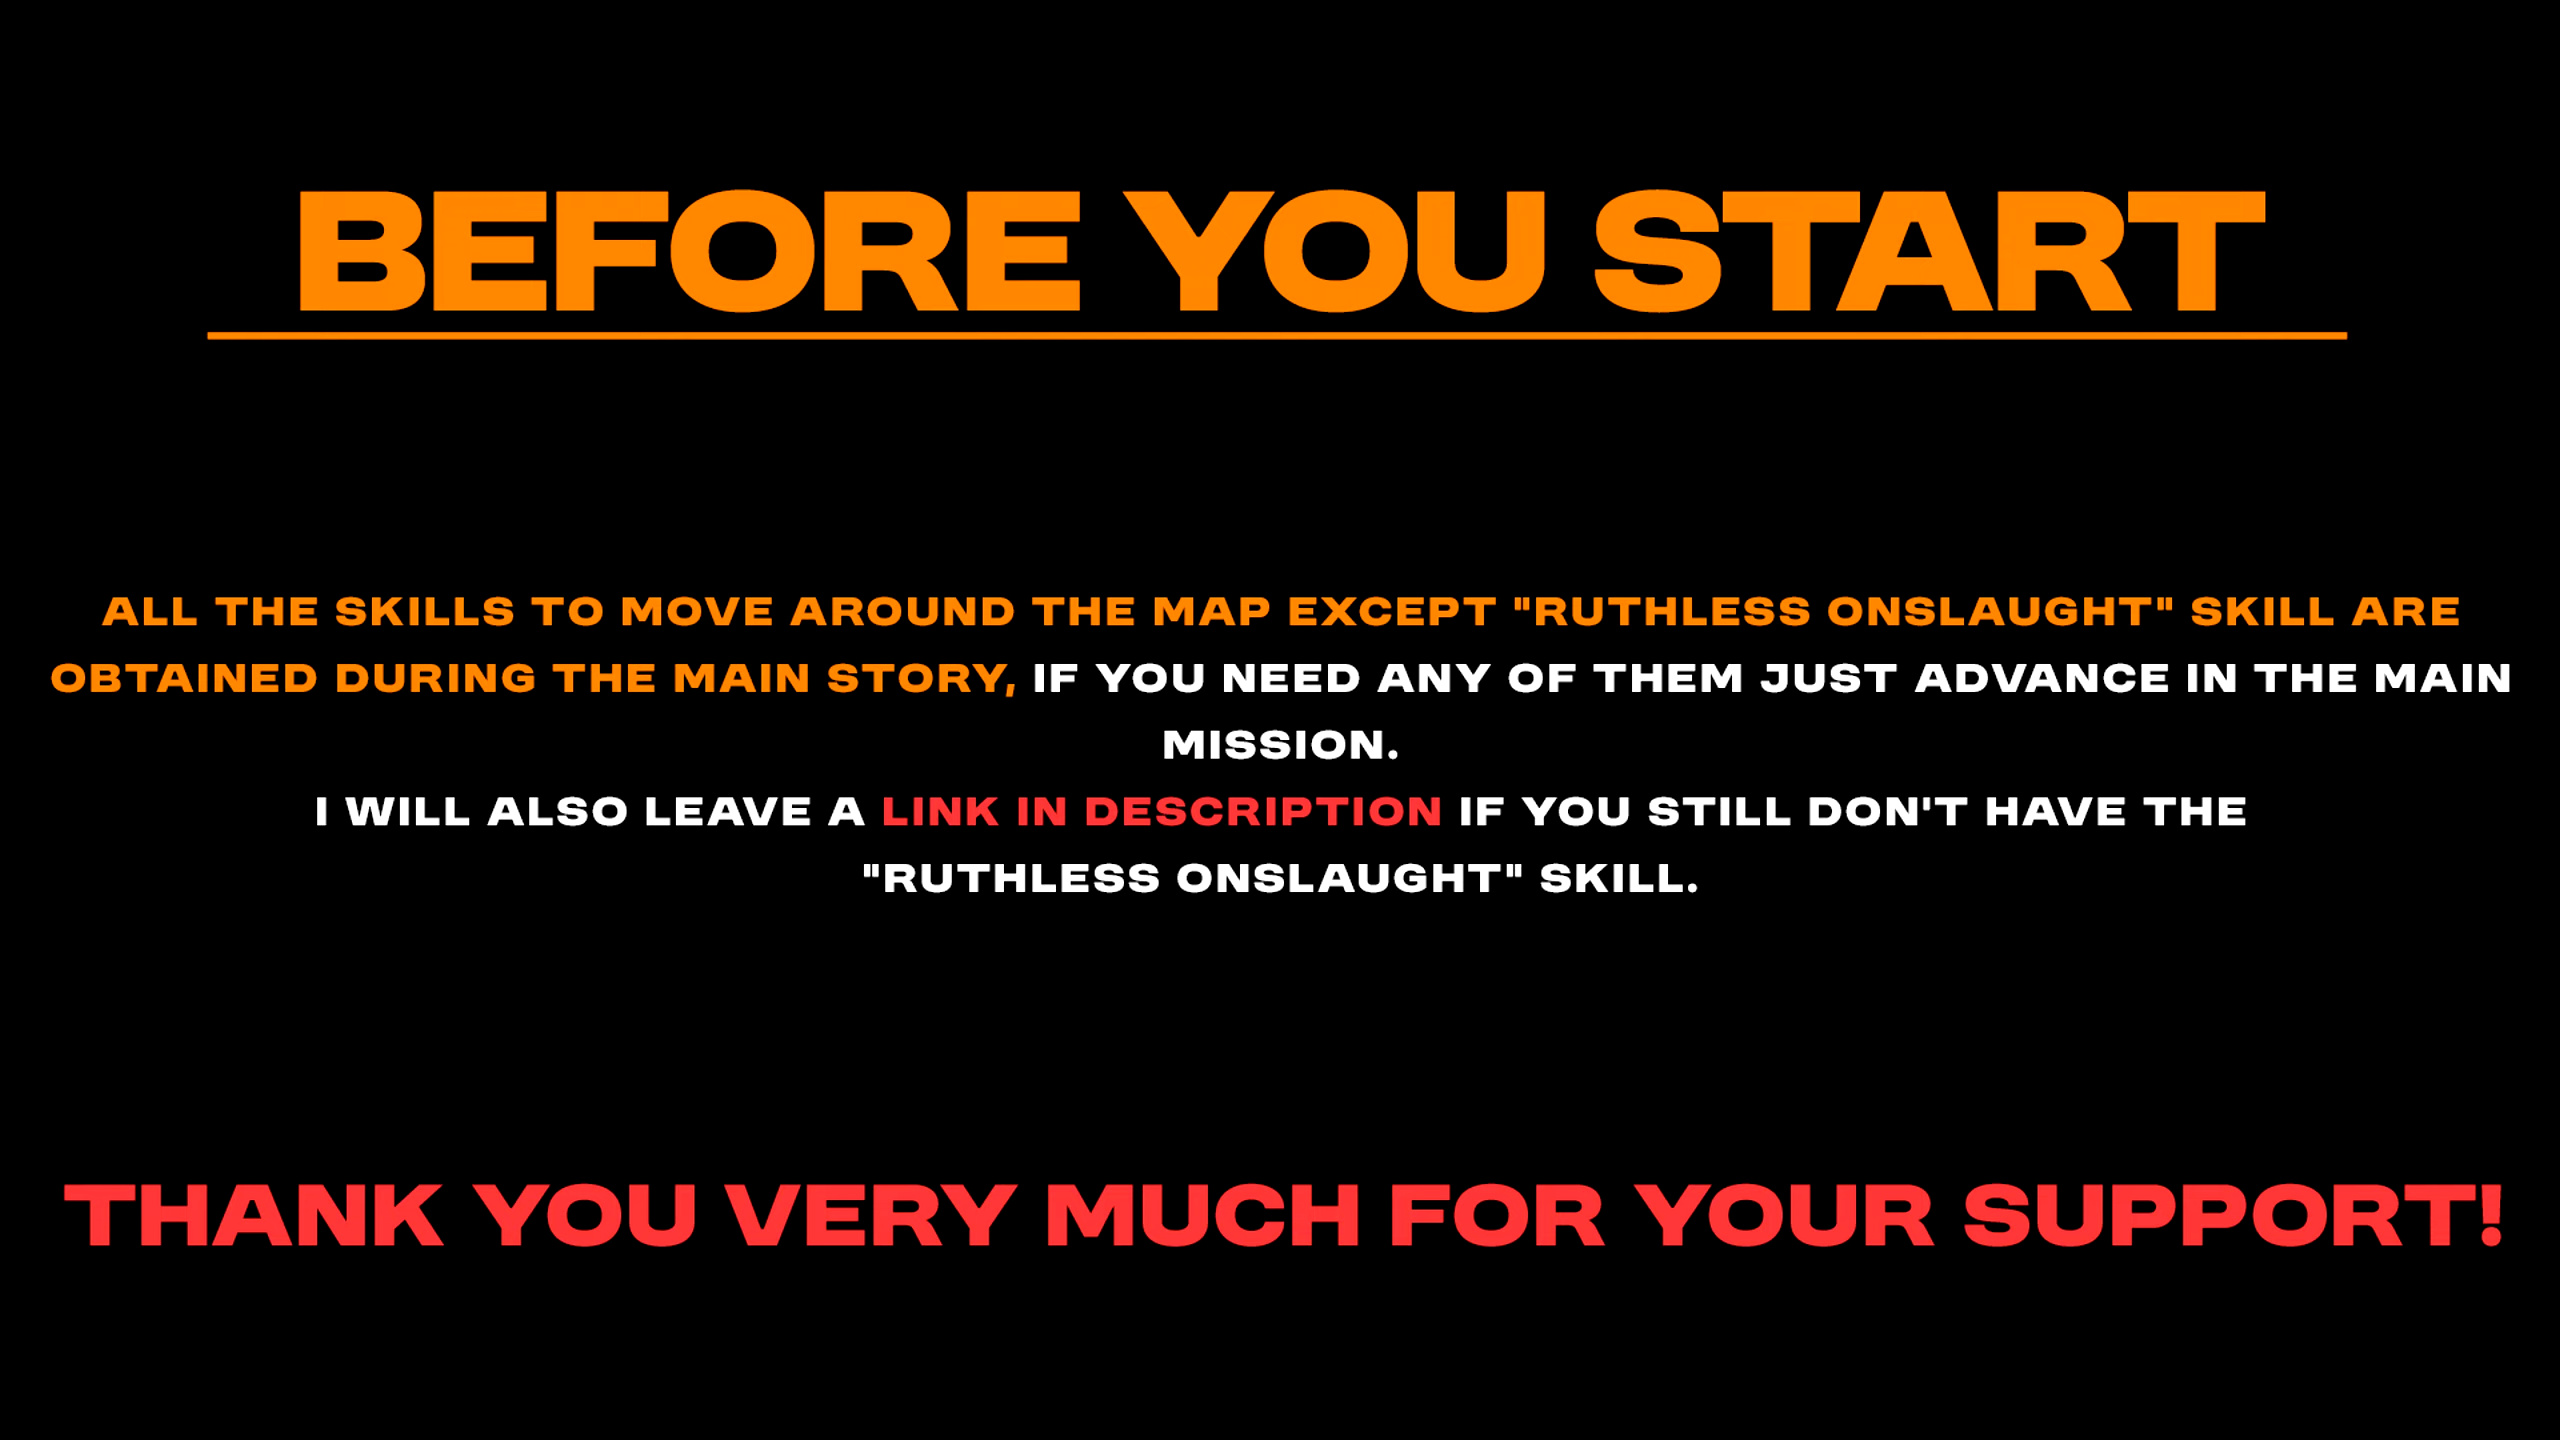 BEFORE YOU START
ALL THE SKILLS TO MOVE AROUND THE MAP EXCEPT "RUTHLESS ONSLAUGHT" SKILL ARE
OBTAINED DURING THE MAIN STORY, IF YOU NEED ANY OF THEM JUST ADVANCE IN THE MAIN
MISSION.
I WILL ALSO LEAVE A LINK IN DESCRIPTION IF YOU STILL DON'T HAVE THE
"RUTHLESS ONSLAUGHT" SKILL.
THANK YOU VERY MUCH FOR YOUR SUPPORT!